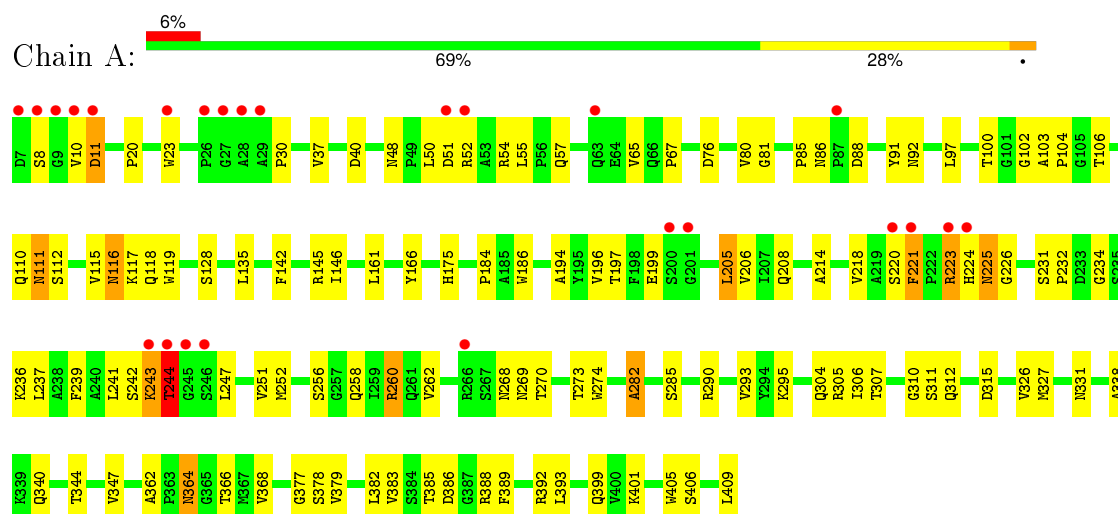 6%
Chain A:
69% 28% •
D7 S8 G9 V10 D11 P20 W23 P26 G27 A28 A29 P30 V37 D40 N48 P49 L50 D51 R52 A53 R54 L55 P56 Q57 Q63 E64 V65 Q66 P67 D76 V80 G81 P85 N86 P87 D88 Y91 N92 L97 T100 G101 G102 A103 P104 G105 T106
Q110 N111 S112 V115 N116 K117 Q118 W119 S128 L135 F142 R145 I146 L161 Y166 H175 P184 A185 W186 A194 Y195 V196 T197 F198 E199 S200 G201 L205 V206 I207 Q208 A214 V218 A219 S220 F221 P222 R223 H224 N225 G226 S231 P232 D233 G234 S235
K236 L237 A238 F239 A240 L241 S242 K243 T244 G245 S246 L247 V251 M252 S256 G257 Q258 I259 R260 Q261 V262 R266 S267 N268 N269 T270 T273 W274 A282 S285 R290 V293 Y294 K295 Q304 R305 I306 T307 G310 S311 Q312 D315 V326 M327 N331 A338
K339 Q340 T344 V347 A362 P363 N364 G365 T366 M367 V368 G377 S378 V379 L382 V383 S384 T385 D386 G387 R388 F389 R392 L393 Q399 V400 K401 W405 S406 L409